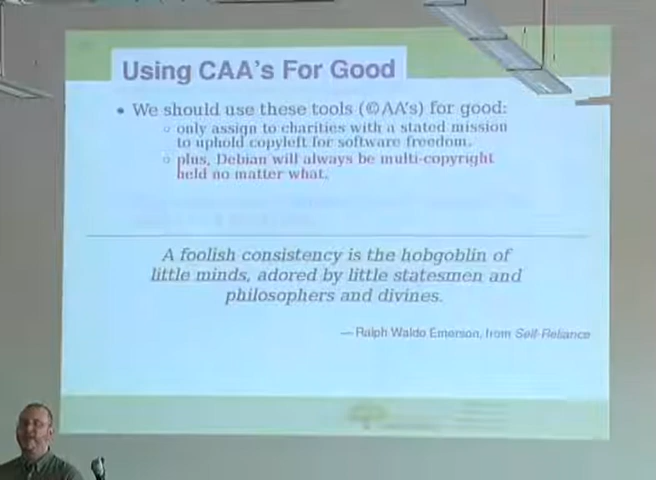 Using CAA's For Good
• We should use these tools (©AA's) for good:
◦ only assign to charities with a stated mission
to uphold copyleft for software freedom.
◦ plus, Debian will always be multi-copyright
held no matter what.
A foolish consistency is the hobgoblin of
little minds, adored by little statesmen and
philosophers and divines.
— Ralph Waldo Emerson, from Self-Reliance